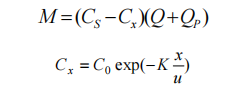 M=(C_S−C_x)(Q+Q_P)
C_x=C_0 exp(−K x/u)